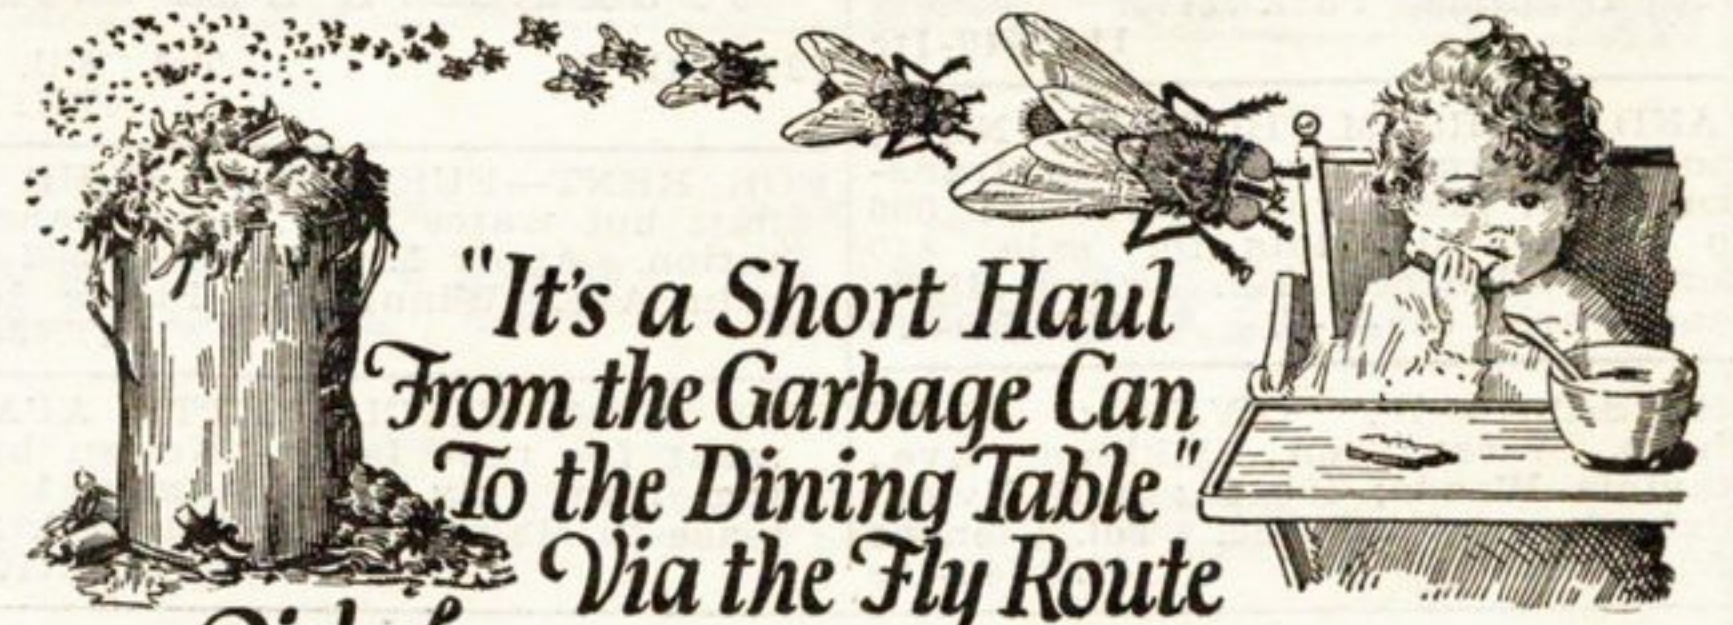 "It's a Short Haul
From the Garbage Can
To the Dining Table"
Via the Fly Route